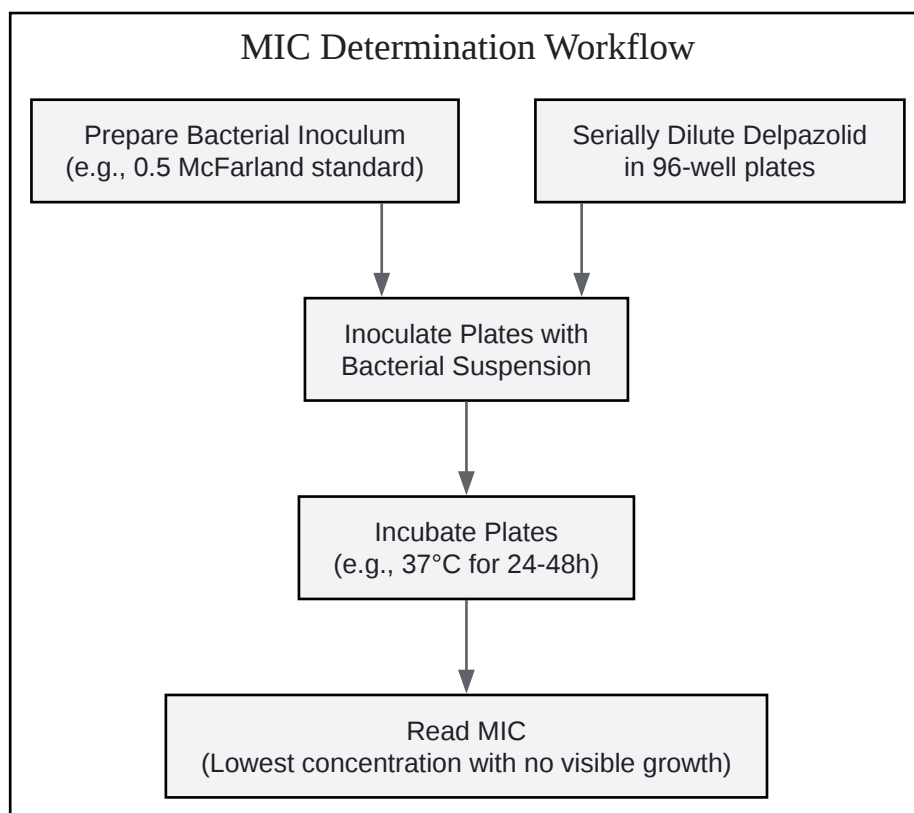 MIC Determination Workflow
Prepare Bacterial Inoculum
(e.g., 0.5 McFarland standard)
Serially Dilute Delpazolid
in 96-well plates
Inoculate Plates with
Bacterial Suspension
Incubate Plates
(e.g., 37°C for 24-48h)
Read MIC
(Lowest concentration with no visible growth)